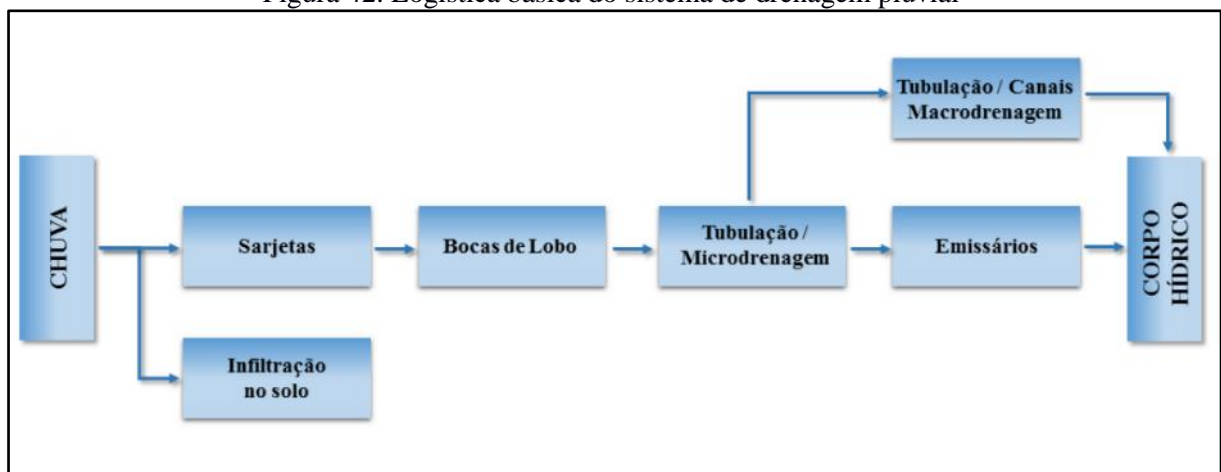 Figura 42. Logística básica do sistema de drenagem pluvial
Tubulação / Canais
Macrodrenagem
CHUVA
Sarjetas
Bocas de Lobo
Tubulação /
Microdrenagem
Emissários
CORPO
HÍDRICO
Infiltração
no solo